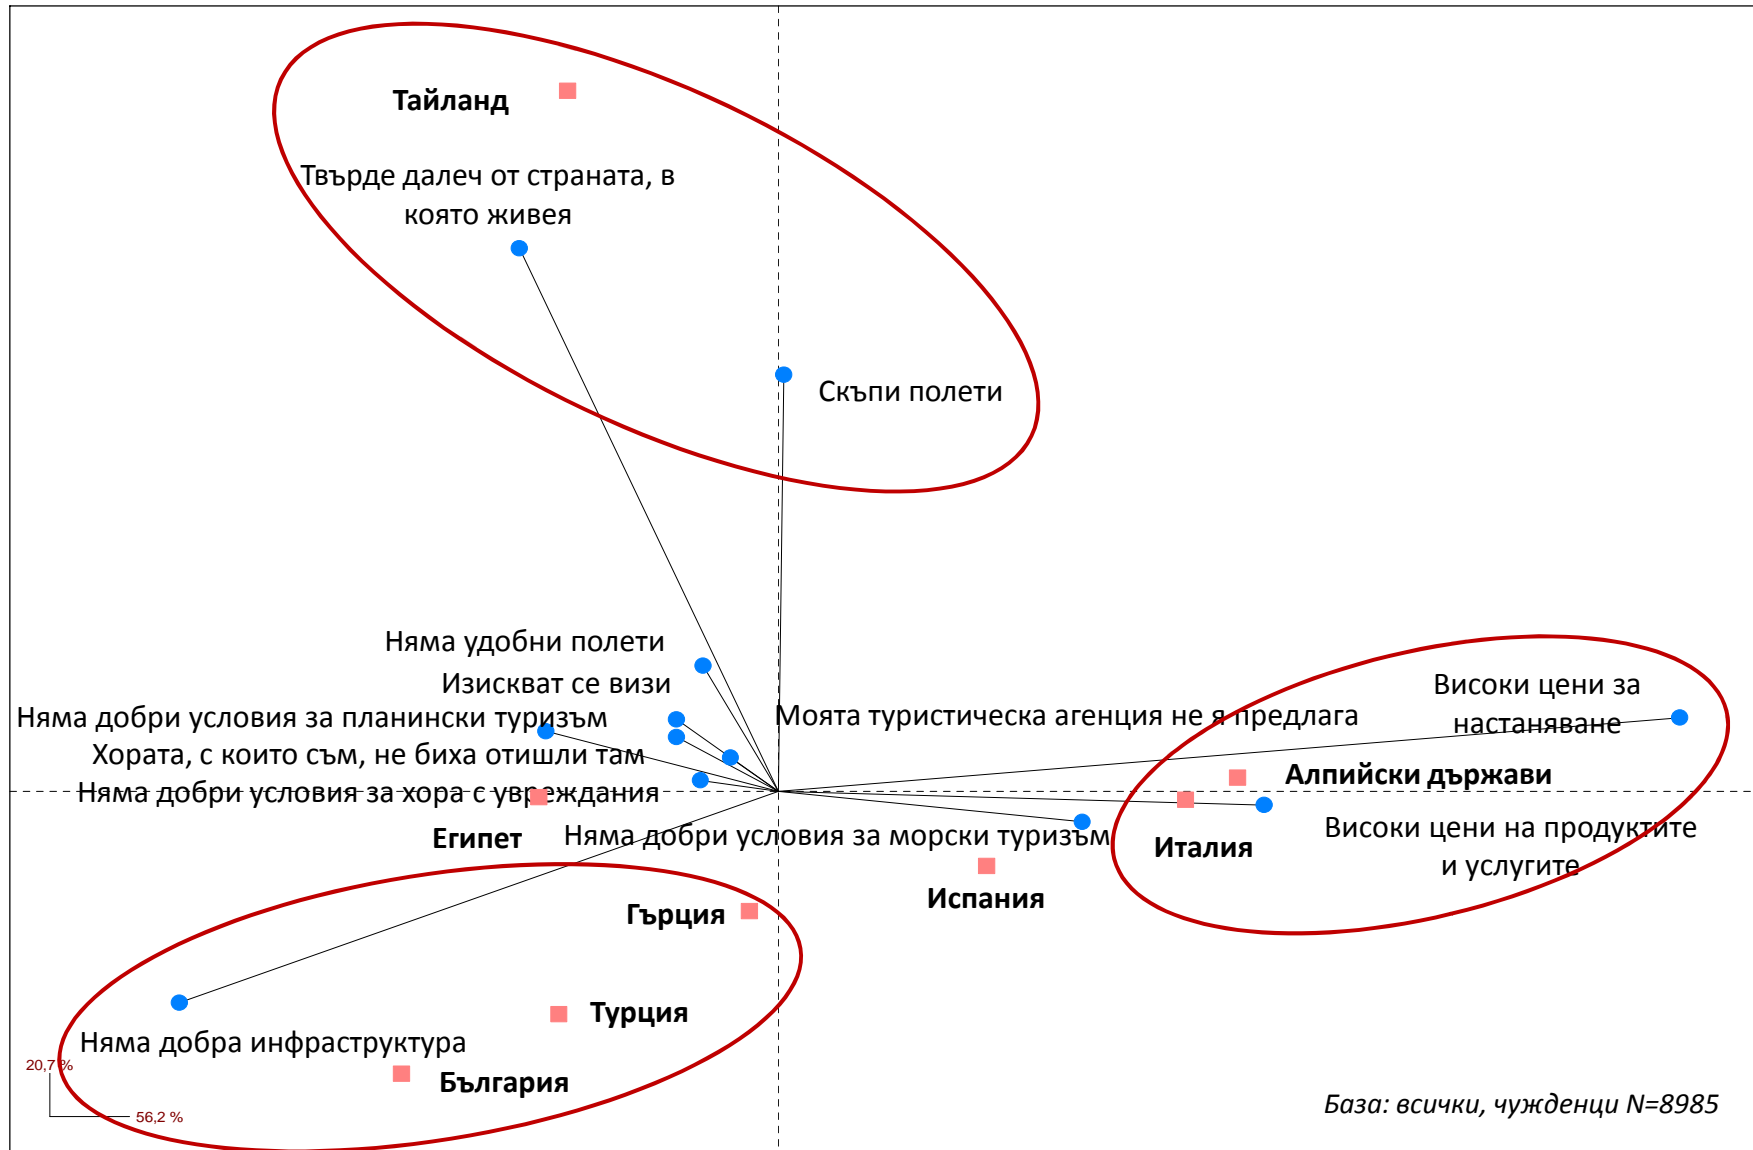 Тайланд
Твърде далеч от страната, в
която живея
Скъпи полети
Няма удобни полети
Изискват се визи
Няма добри условия за планински туризъм
Моята туристическа агенция не я предлага
Хората, с които съм, не биха отишли там
Няма добри условия за хора с увреждания
Високи цени за
настаняване
Алпийски държави
Египет
Няма добри условия за морски туризъм
Италия
Високи цени на продуктите
и услугите
Испания
Гърция
Турция
Няма добра инфраструктура
България
20,7 %
56,2 %
База: всички, чужденци N=8985